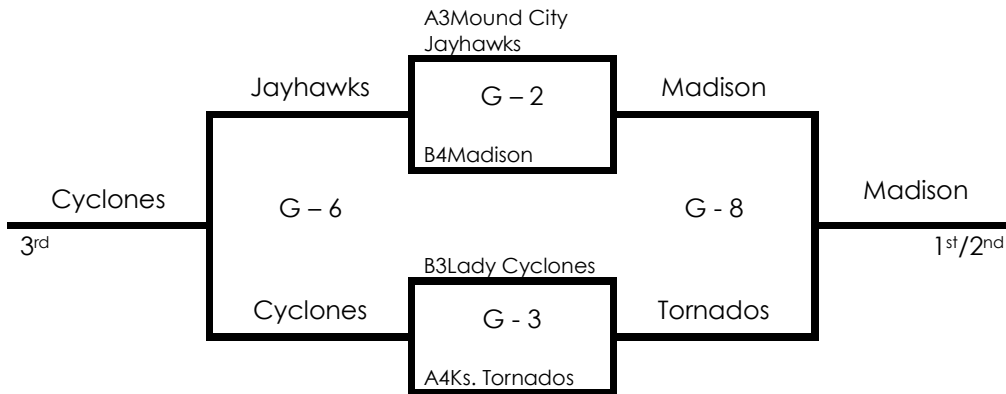 A3Mound City
Jayhawks
Jayhawks
G – 2
Madison
B4Madison
Cyclones
G – 6
G - 8
Madison
3rd
1st/2nd
B3Lady Cyclones
Cyclones
G - 3
Tornados
A4Ks. Tornados